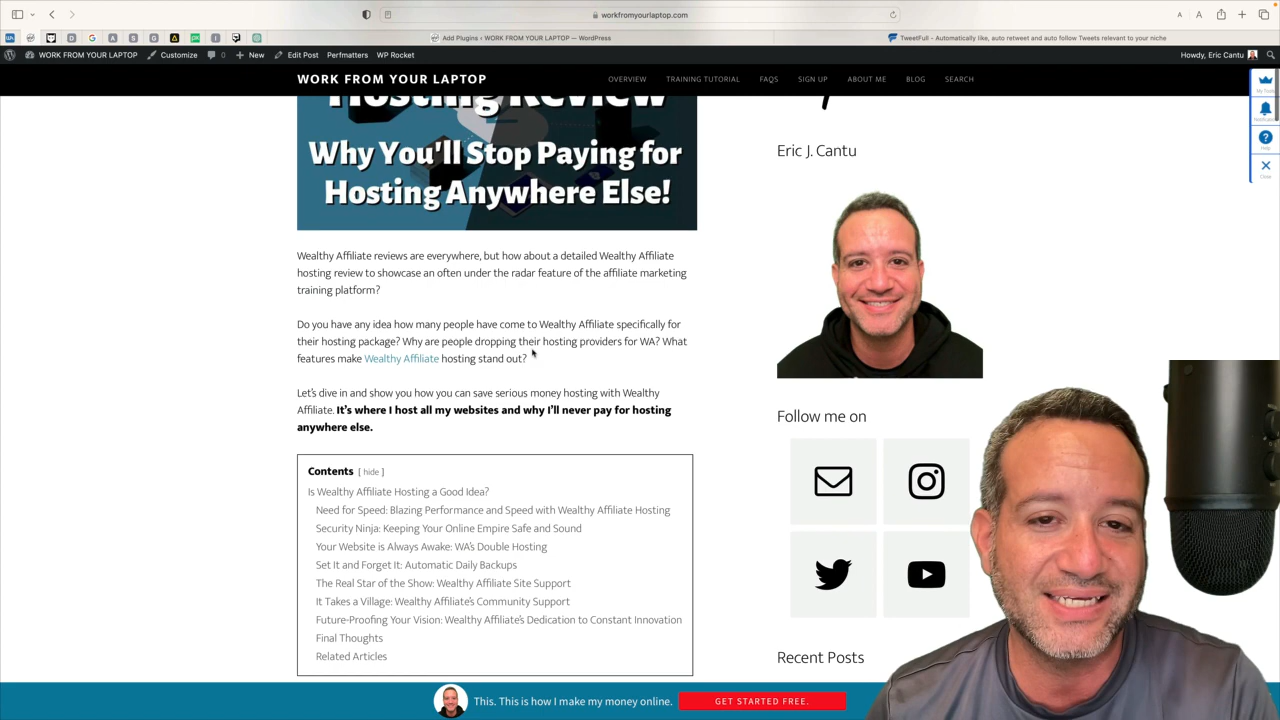 workfromyourlaptop.com
Add Plugins ‹ WORK FROM YOUR LAPTOP — WordPress
TweetFull - Automatically like, auto retweet and auto follow Tweets relevant to your niche
WORK FROM YOUR LAPTOP
Customize
0
New
Edit Post
Perfmatters
WP Rocket
Howdy, Eric Cantu
WORK FROM YOUR LAPTOP
OVERVIEW
TRAINING TUTORIAL
FAQS
SIGN UP
ABOUT ME
BLOG
SEARCH
Hosting Review
Why You'll Stop Paying for
Hosting Anywhere Else!
Wealthy Affiliate reviews are everywhere, but how about a detailed Wealthy Affiliate
hosting review to showcase an often under the radar feature of the affiliate marketing
training platform?
Do you have any idea how many people have come to Wealthy Affiliate specifically for
their hosting package? Why are people dropping their hosting providers for WA? What
features make Wealthy Affiliate hosting stand out?
Let's dive in and show you how you can save serious money hosting with Wealthy
Affiliate. It's where I host all my websites and why I'll never pay for hosting
anywhere else.
Contents [ hide ]
Is Wealthy Affiliate Hosting a Good Idea?
Need for Speed: Blazing Performance and Speed with Wealthy Affiliate Hosting
Security Ninja: Keeping Your Online Empire Safe and Sound
Your Website is Always Awake: WA's Double Hosting
Set It and Forget It: Automatic Daily Backups
The Real Star of the Show: Wealthy Affiliate Site Support
It Takes a Village: Wealthy Affiliate's Community Support
Future-Proofing Your Vision: Wealthy Affiliate's Dedication to Constant Innovation
Final Thoughts
Related Articles
Eric J. Cantu
Follow me on
Recent Posts
Help
Close
This. This is how I make my money online.
GET STARTED FREE.